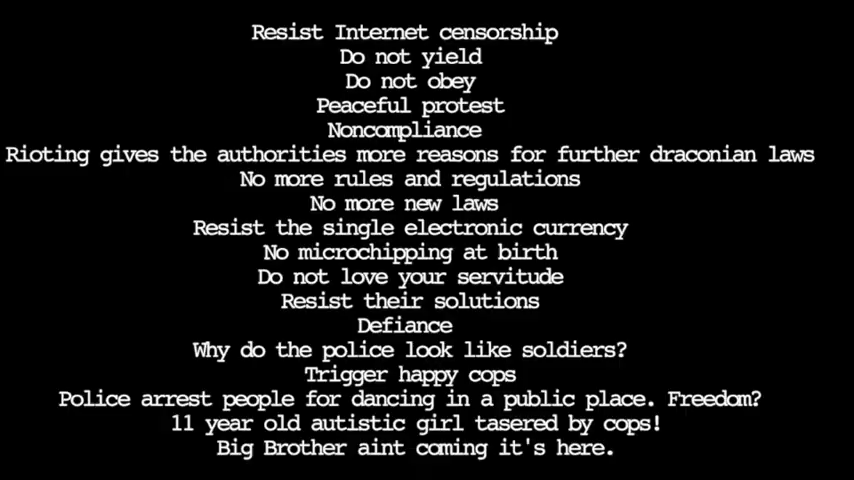 Resist Internet censorship
Do not yield
Do not obey
Peaceful protest
Noncompliance
Rioting gives the authorities more reasons for further draconian laws
No more rules and regulations
No more new laws
Resist the single electronic currency
No microchipping at birth
Do not love your servitude
Resist their solutions
Defiance
Why do the police look like soldiers?
Trigger happy cops
Police arrest people for dancing in a public place. Freedom?
11 year old autistic girl tasered by cops!
Big Brother aint coming it's here.